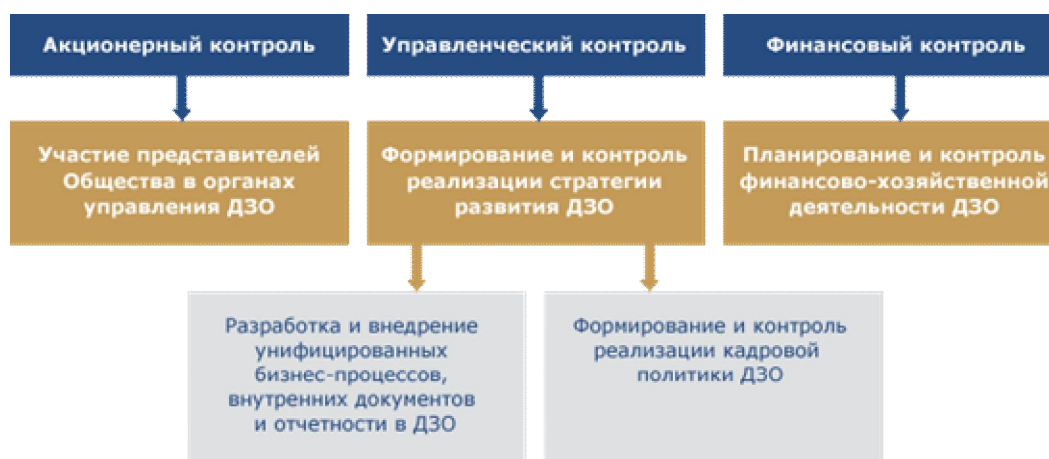 Акционерный контроль
Управленческий контроль
Финансовый контроль
Участие представителей
Общества в органах
управления ДЗО
Формирование и контроль
реализации стратегии
развития ДЗО
Планирование и контроль
финансово-хозяйственной
деятельности ДЗО
Разработка и внедрение
унифицированных
бизнес-процессов,
внутренних документов
и отчетности в ДЗО
Формирование и контроль
реализации кадровой
политики ДЗО